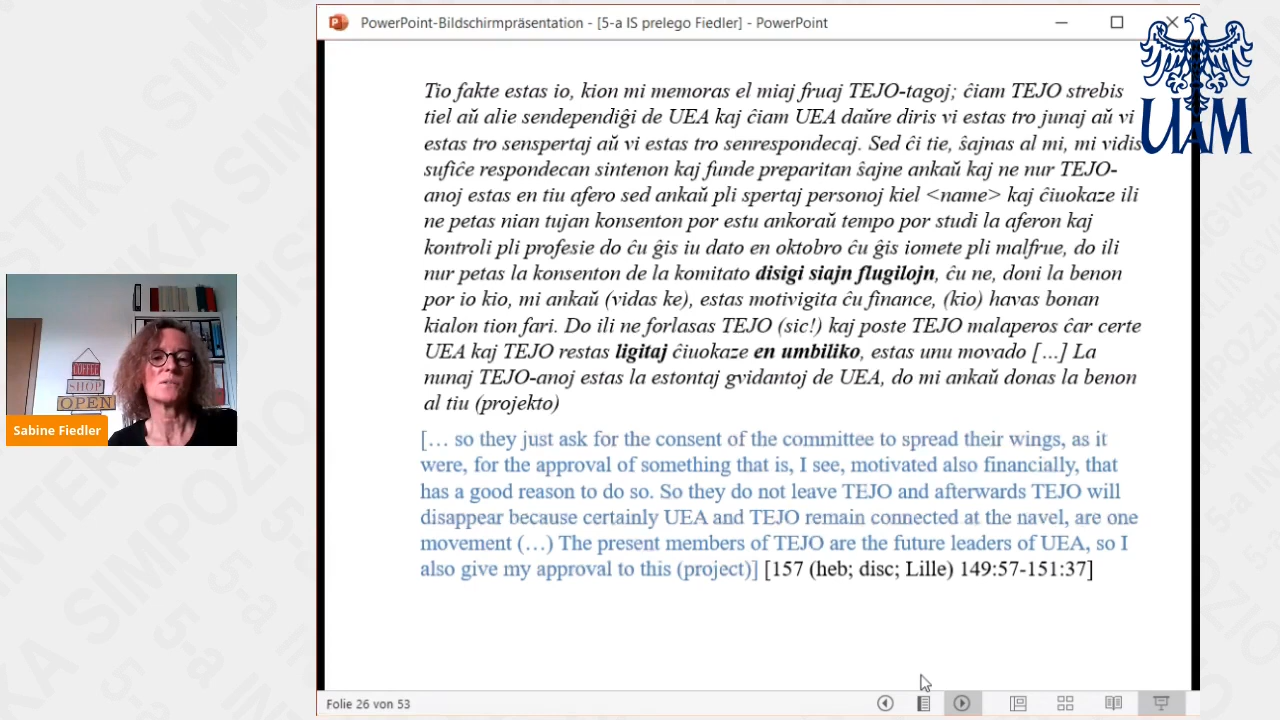 PowerPoint-Bildschirmpräsentation - [5-a IS prelego Fiedler] - PowerPoint
UAM
Tio fakte estas io, kion mi memoras el miaj fruaj TEJO-tagoj; ĉiam TEJO strebis
tiel aŭ alie sendependiĝi de UEA kaj ĉiam UEA daŭre diris vi estas tro junaj aŭ vi
estas tro senspertaj aŭ vi estas tro senrespondecaj. Sed ĉi tie, ŝajnas al mi, mi vidis
sufiĉe respondecan sintenon kaj funde preparitan ŝajne ankaŭ kaj ne nur TEJO-
anoj estas en tiu afero sed ankaŭ pli spertaj personoj kiel <name> kaj ĉiuokaze ili
ne petas nian tujan konsenton por estu ankoraŭ tempo por studi la aferon kaj
kontroli pli profesie do ĉu ĝis iu dato en oktobro ĉu ĝis iomete pli malfrue, do ili
nur petas la konsenton de la komitato disigi siajn flugilojn, ĉu ne, doni la benon
por io kio, mi ankaŭ (vidas ke), estas motivigita ĉu finance, (kio) havas bonan
kialon tion fari. Do ili ne forlasas TEJO (sic!) kaj poste TEJO malaperos ĉar certe
UEA kaj TEJO restas ligitaj ĉiuokaze en umbiliko, estas unu movado [...] La
nunaj TEJO-anoj estas la estontaj gvidantoj de UEA, do mi ankaŭ donas la benon
al tiu (projekto)
[… so they just ask for the consent of the committee to spread their wings, as it
were, for the approval of something that is, I see, motivated also financially, that
has a good reason to do so. So they do not leave TEJO and afterwards TEJO will
disappear because certainly UEA and TEJO remain connected at the navel, are one
movement (…) The present members of TEJO are the future leaders of UEA, so I
also give my approval to this (project)] [157 (heb; disc; Lille) 149:57-151:37]
COFFEE
SHOP
OPEN
Sabine Fiedler
Folie 26 von 53